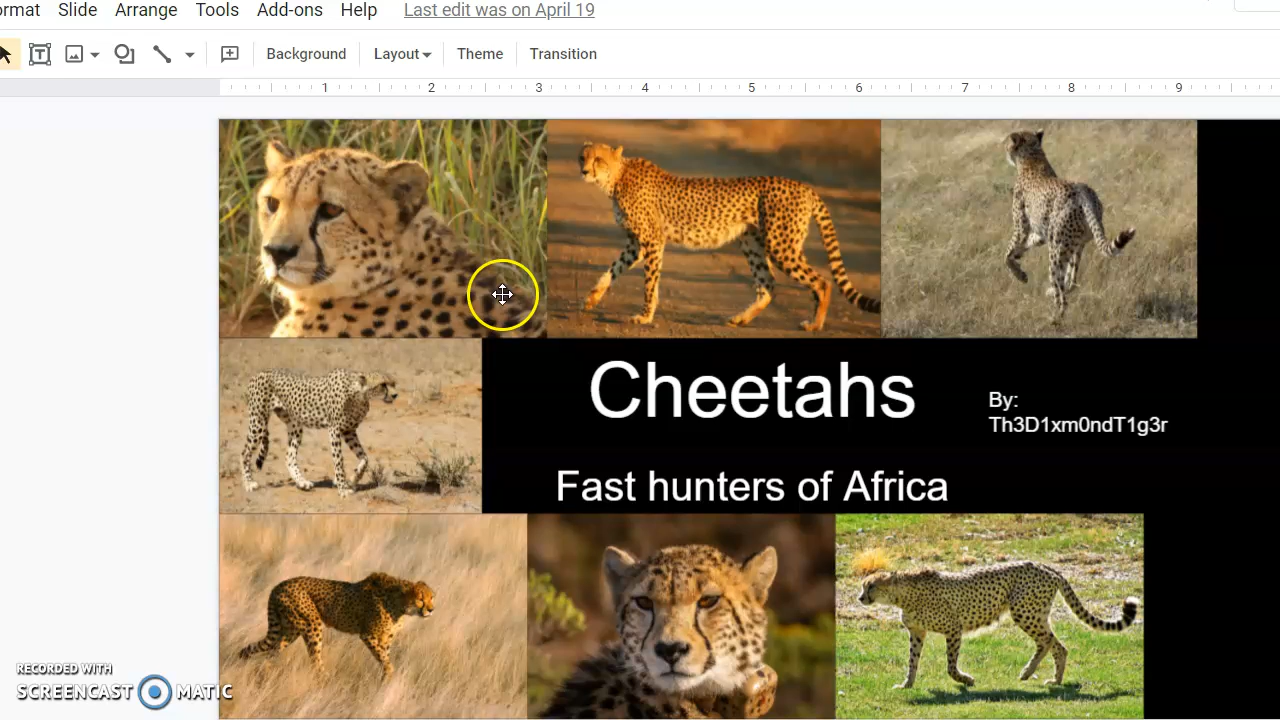 ormat Slide Arrange Tools Add-ons Help Last edit was on April 19
Background Layout Theme Transition
1 2 3 4 5 6 7 8 9
Cheetahs
By:
Th3D1xm0ndT1g3r
Fast hunters of Africa
RECORDED WITH
SCREENCAST MATIC